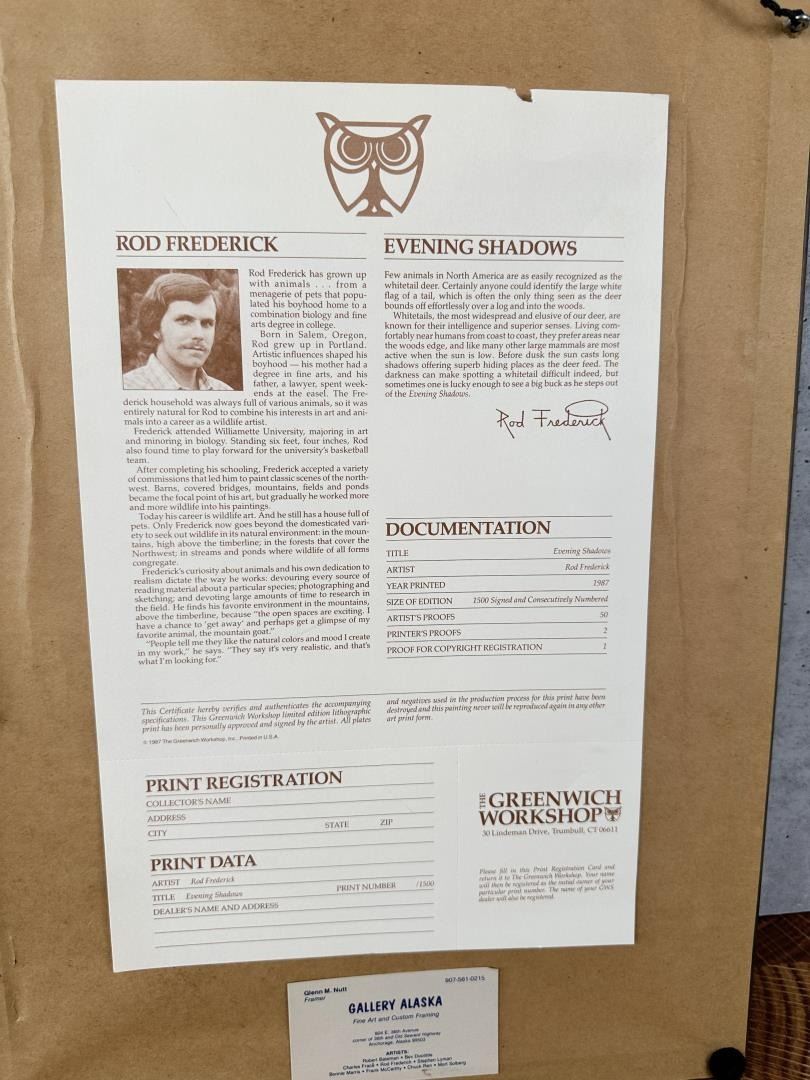 ROD FREDERICK
Rod Frederick has grown up
with animals . . . from a
menagerie of pets that popu-
lated his boyhood home to a
combination biology and fine
arts degree in college.
Born in Salem, Oregon,
Rod grew up in Portland.
Artistic influences shaped his
boyhood — his mother had a
degree in fine arts, and his
father, a lawyer, spent week-
ends at the easel. The Fre-
derick household was always full of various animals, so it was
entirely natural for Rod to combine his interests in art and ani-
mals into a career as a wildlife artist.
Frederick attended Williamette University, majoring in art
and minoring in biology. Standing six feet, four inches, Rod
also found time to play forward for the university's basketball
team.
After completing his schooling, Frederick accepted a variety
of commissions that led him to paint classic scenes of the north-
west. Barns, covered bridges, mountains, fields and ponds
became the focal point of his art, but gradually he worked more
and more wildlife into his paintings.
Today his career is wildlife art. And he still has a house full of
pets. Only Frederick now goes beyond the domesticated vari-
ety to seek out wildlife in its natural environment: in the moun-
tains, high above the timberline; in the forests that cover the
Northwest; in streams and ponds where wildlife of all forms
congregate.
Frederick's curiosity about animals and his own dedication to
realism dictate the way he works: devouring every source of
reading material about a particular species; photographing and
sketching; and devoting large amounts of time to research in
the field. He finds his favorite environment in the mountains,
above the timberline, because "the open spaces are exciting. I
have a chance to 'get away' and perhaps get a glimpse of my
favorite animal, the mountain goat."
"People tell me they like the natural colors and mood I create
in my work," he says. "They say it's very realistic, and that's
what I'm looking for."
EVENING SHADOWS
Few animals in North America are as easily recognized as the
whitetail deer. Certainly anyone could identify the large white
flag of a tail, which is often the only thing seen as the deer
bounds off effortlessly over a log and into the woods.
Whitetails, the most widespread and elusive of our deer, are
known for their intelligence and superior senses. Living com-
fortably near humans from coast to coast, they prefer areas near
the woods edge, and like many other large mammals are most
active when the sun is low. Before dusk the sun casts long
shadows offering superb hiding places as the deer feed. The
darkness can make spotting a whitetail difficult indeed, but
sometimes one is lucky enough to see a big buck as he steps out
of the Evening Shadows.
Rod Frederick
DOCUMENTATION
TITLE Evening Shadows
ARTIST Rod Frederick
YEAR PRINTED 1987
SIZE OF EDITION 1500 Signed and Consecutively Numbered
ARTIST'S PROOFS 50
PRINTER'S PROOFS 2
PROOF FOR COPYRIGHT REGISTRATION 1
This Certificate hereby verifies and authenticates the accompanying
specifications. This Greenwich Workshop limited edition lithographic
print has been personally approved and signed by the artist. All plates
and negatives used in the production process for this print have been
destroyed and this painting never will be reproduced again in any other
art print form.
© 1987 The Greenwich Workshop, Inc., Printed in U.S.A.
PRINT REGISTRATION
COLLECTOR'S NAME
ADDRESS
CITY STATE ZIP
PRINT DATA
ARTIST Rod Frederick
TITLE Evening Shadows PRINT NUMBER /1500
DEALER'S NAME AND ADDRESS
THE GREENWICH
WORKSHOP
30 Lindeman Drive, Trumbull, CT 06611
Please fill in this Print Registration Card and
return it to The Greenwich Workshop. Your name
will then be registered as the initial owner of your
particular print number. The name of your GWS
dealer will also be registered.
Glenn M. Nutt 907-561-0215
Framer
GALLERY ALASKA
Fine Art and Custom Framing
604 E. 36th Avenue
corner of 36th and Old Seward Highway
Anchorage, Alaska 99503
ARTISTS:
Robert Bateman • Bev Doolittle
Charles Fracé • Rod Frederick • Stephen Lyman
Bonnie Marris • Frank McCarthy • Chuck Ren • Mort Solberg